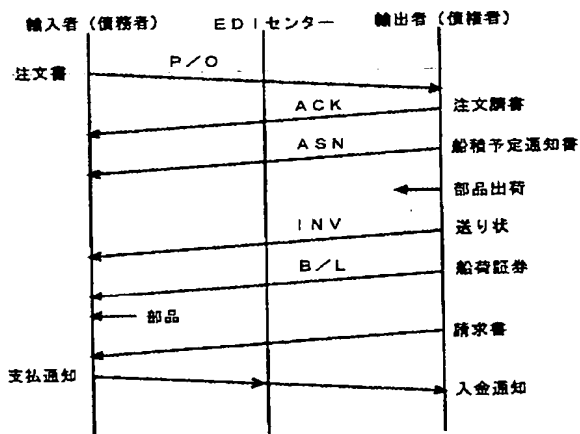 輸入者（債務者）　ＥＤＩセンター　輸出者（債権者）
注文書　Ｐ／Ｏ
ＡＣＫ　注文請書
ＡＳＮ　船積予定通知書
部品出荷
ＩＮＶ　送り状
Ｂ／Ｌ　船荷証券
部品
請求書
支払通知　入金通知